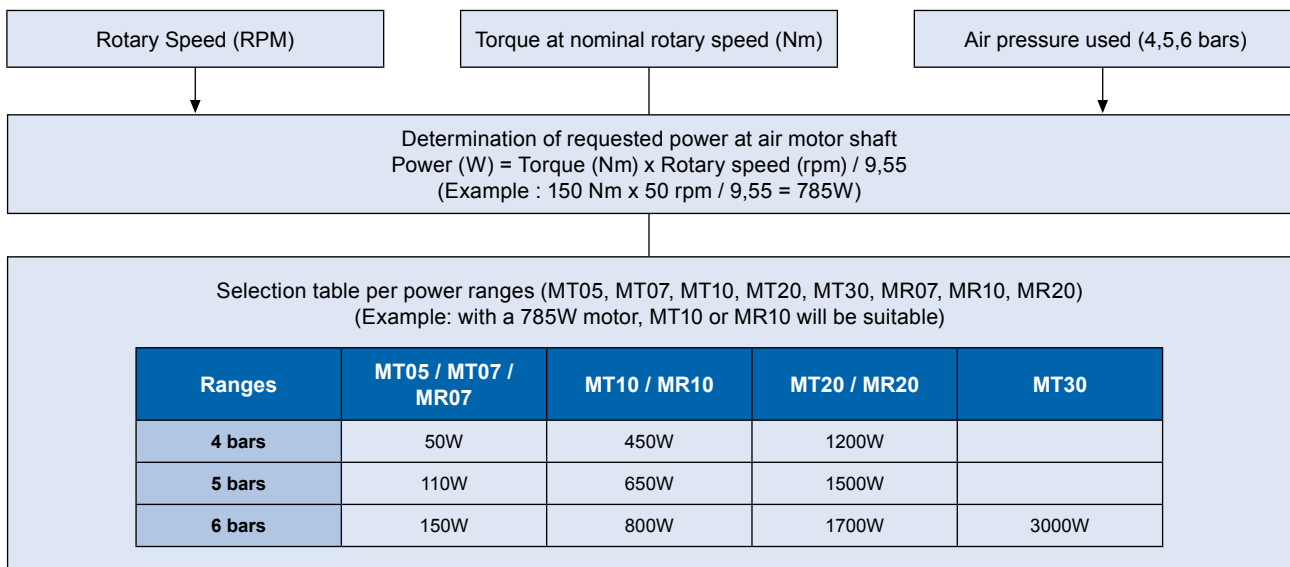 Rotary Speed (RPM)
Torque at nominal rotary speed (Nm)
Air pressure used (4,5,6 bars)
Determination of requested power at air motor shaft
Power (W) = Torque (Nm) x Rotary speed (rpm) / 9,55
(Example : 150 Nm x 50 rpm / 9,55 = 785W)
Selection table per power ranges (MT05, MT07, MT10, MT20, MT30, MR07, MR10, MR20)
(Example: with a 785W motor, MT10 or MR10 will be suitable)
Ranges
MT05 / MT07 /
MR07
MT10 / MR10
MT20 / MR20
MT30
4 bars
50W
450W
1200W
5 bars
110W
650W
1500W
6 bars
150W
800W
1700W
3000W